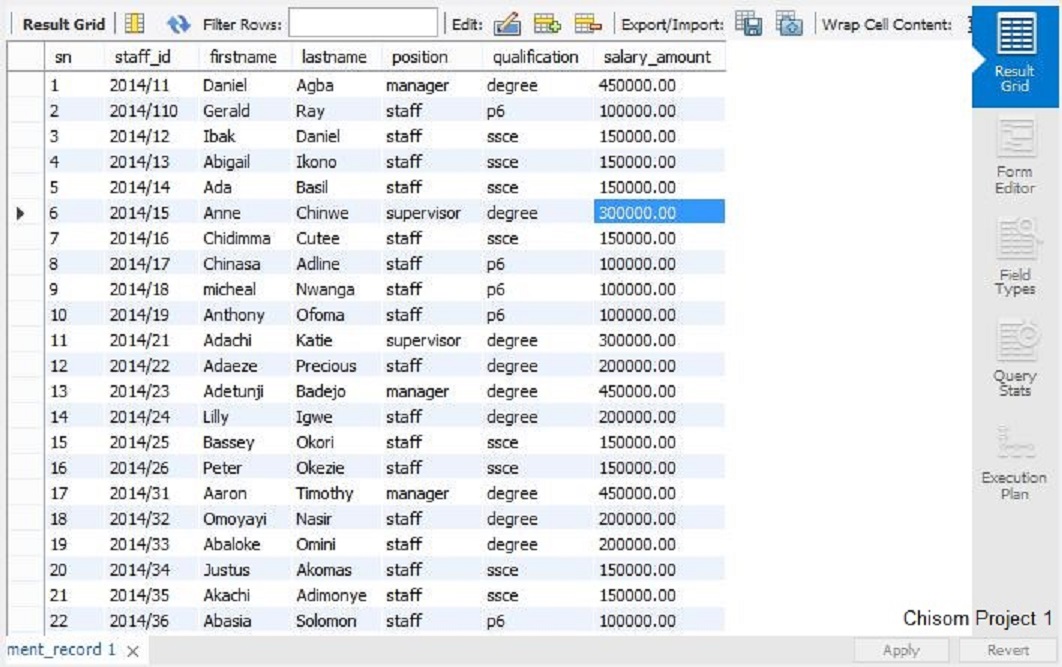 Result Grid Filter Rows: Edit: Export/Import: Wrap Cell Content:
sn staff_id firstname lastname position qualification salary_amount
1 2014/11 Daniel Agba manager degree 450000.00
2 2014/110 Gerald Ray staff p6 100000.00
3 2014/12 Ibak Daniel staff ssce 150000.00
4 2014/13 Abigail Ikono staff ssce 150000.00
5 2014/14 Ada Basil staff ssce 150000.00
6 2014/15 Anne Chinwe supervisor degree 300000.00
7 2014/16 Chidimma Cutee staff ssce 150000.00
8 2014/17 Chinasa Adline staff p6 100000.00
9 2014/18 micheal Nwanga staff p6 100000.00
10 2014/19 Anthony Ofoma staff p6 100000.00
11 2014/21 Adachi Katie supervisor degree 300000.00
12 2014/22 Adaeze Precious staff degree 200000.00
13 2014/23 Adetunji Badejo manager degree 450000.00
14 2014/24 Lilly Igwe staff degree 200000.00
15 2014/25 Bassey Okori staff ssce 150000.00
16 2014/26 Peter Okezie staff ssce 150000.00
17 2014/31 Aaron Timothy manager degree 450000.00
18 2014/32 Omoyayi Nasir staff degree 200000.00
19 2014/33 Abaloke Omini staff degree 200000.00
20 2014/34 Justus Akomas staff ssce 150000.00
21 2014/35 Akachi Adimonye staff ssce 150000.00
22 2014/36 Abasia Solomon staff p6 100000.00
Result
Grid
Form
Editor
Field
Types
Query
Stats
Execution
Plan
Chisom Project 1
ment_record 1
Apply Revert